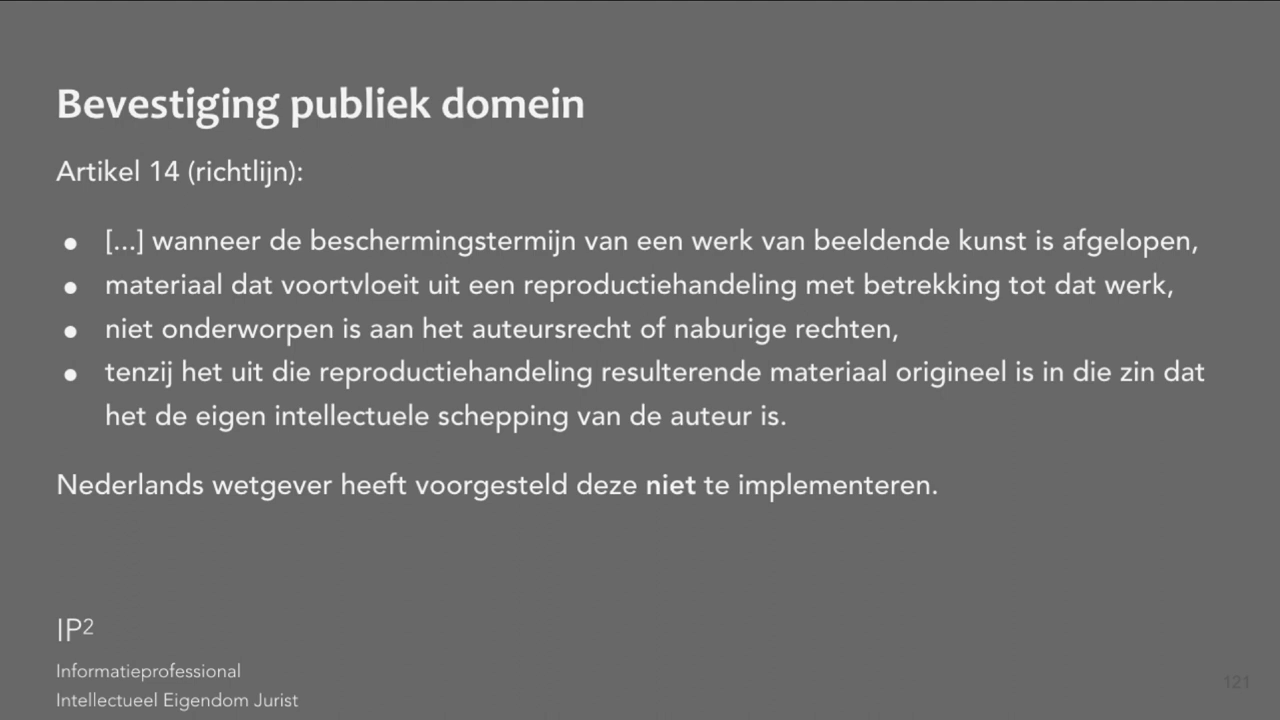 Bevestiging publiek domein
Artikel 14 (richtlijn):
● [...] wanneer de beschermingstermijn van een werk van beeldende kunst is afgelopen,
● materiaal dat voortvloeit uit een reproductiehandeling met betrekking tot dat werk,
● niet onderworpen is aan het auteursrecht of naburige rechten,
● tenzij het uit die reproductiehandeling resulterende materiaal origineel is in die zin dat
het de eigen intellectuele schepping van de auteur is.
Nederlands wetgever heeft voorgesteld deze niet te implementeren.
IP²
Informatieprofessional
Intellectueel Eigendom Jurist
121